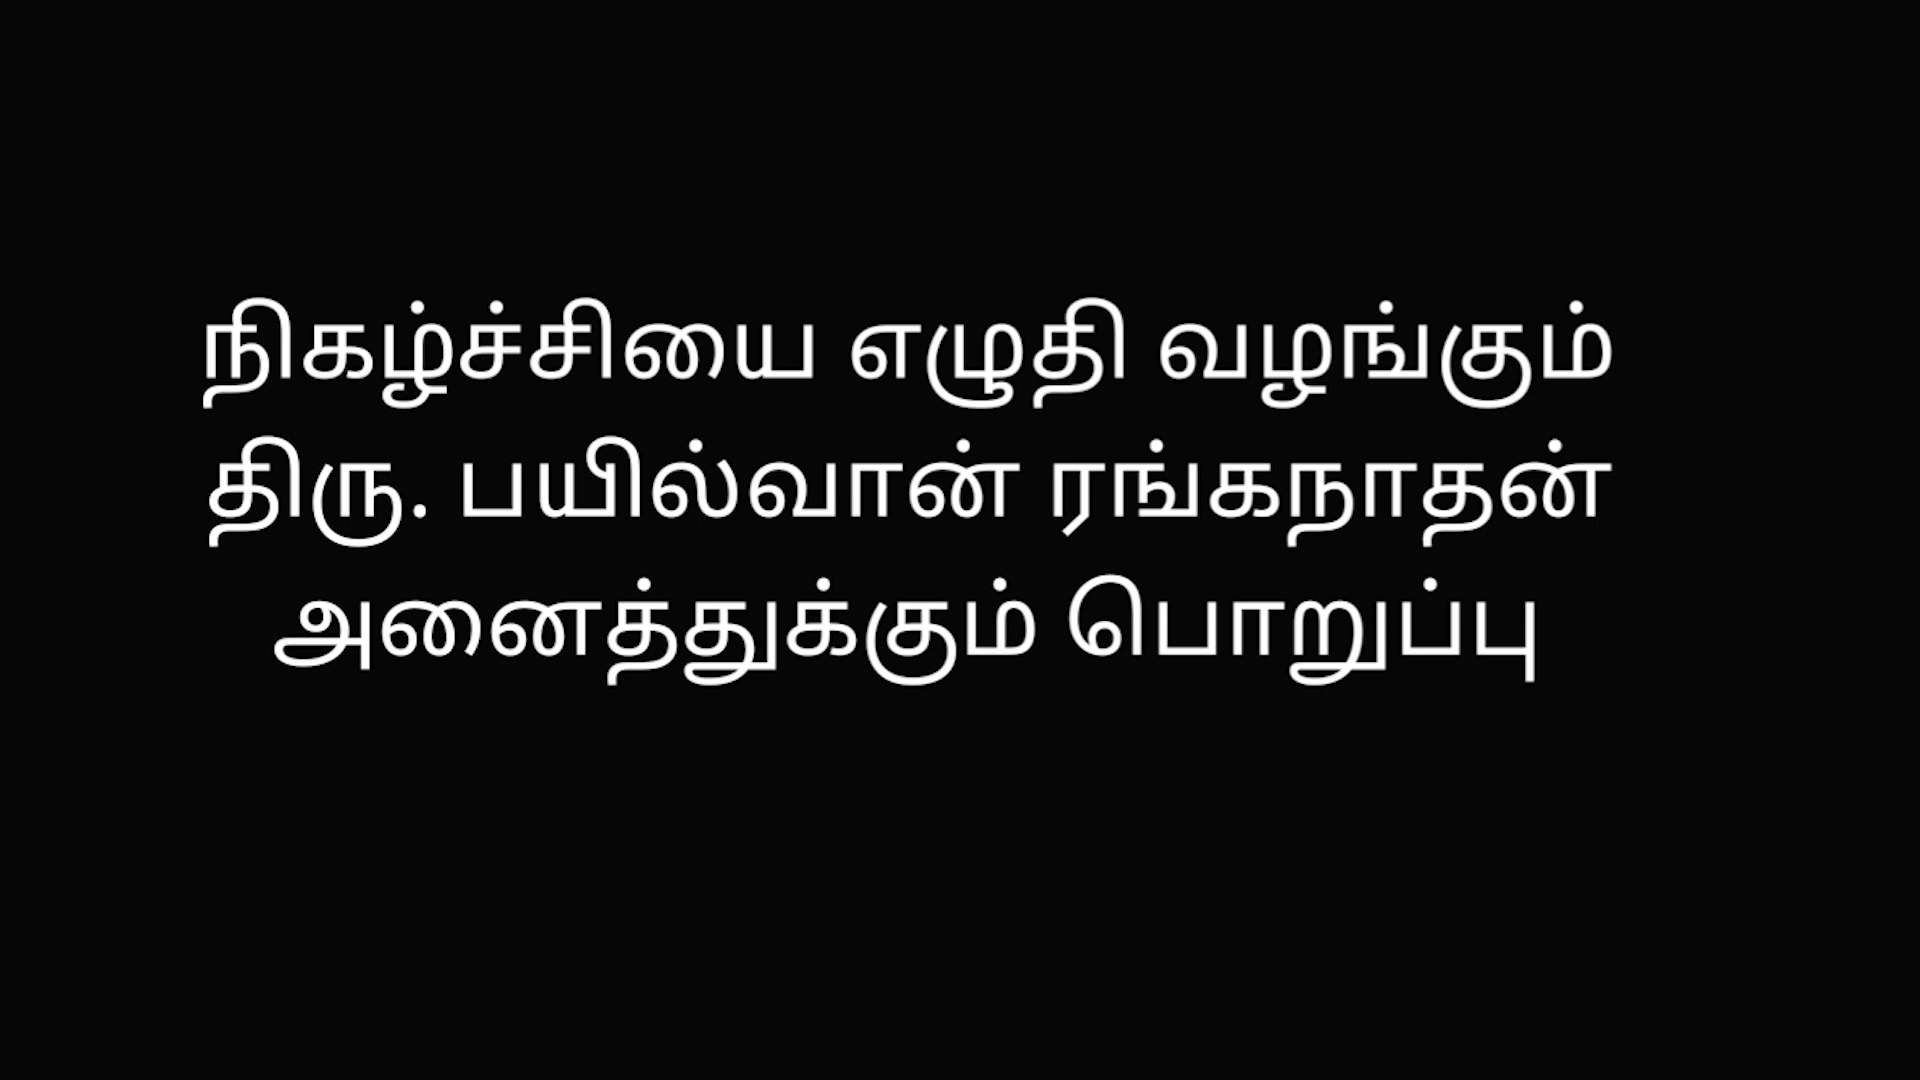 நிகழ்ச்சியை எழுதி வழங்கும்
திரு. பயில்வான் ரங்கநாதன்
அனைத்துக்கும் பொறுப்பு